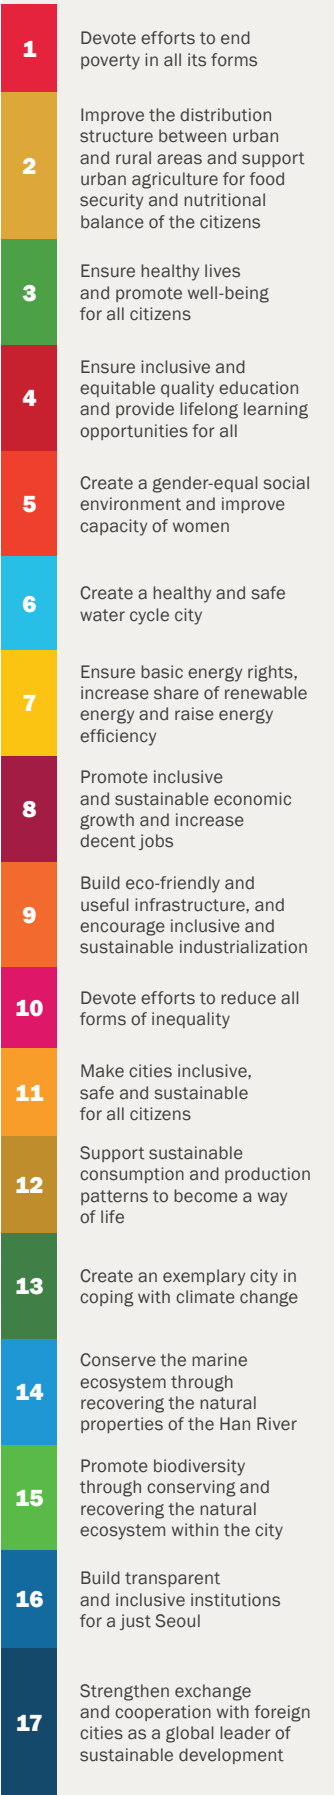 1
Devote efforts to end
poverty in all its forms
2
Improve the distribution
structure between urban
and rural areas and support
urban agriculture for food
security and nutritional
balance of the citizens
3
Ensure healthy lives
and promote well-being
for all citizens
4
Ensure inclusive and
equitable quality education
and provide lifelong learning
opportunities for all
5
Create a gender-equal social
environment and improve
capacity of women
6
Create a healthy and safe
water cycle city
7
Ensure basic energy rights,
increase share of renewable
energy and raise energy
efficiency
8
Promote inclusive
and sustainable economic
growth and increase
decent jobs
9
Build eco-friendly and
useful infrastructure, and
encourage inclusive and
sustainable industrialization
10
Devote efforts to reduce all
forms of inequality
11
Make cities inclusive,
safe and sustainable
for all citizens
12
Support sustainable
consumption and production
patterns to become a way
of life
13
Create an exemplary city in
coping with climate change
14
Conserve the marine
ecosystem through
recovering the natural
properties of the Han River
15
Promote biodiversity
through conserving and
recovering the natural
ecosystem within the city
16
Build transparent
and inclusive institutions
for a just Seoul
17
Strengthen exchange
and cooperation with foreign
cities as a global leader of
sustainable development